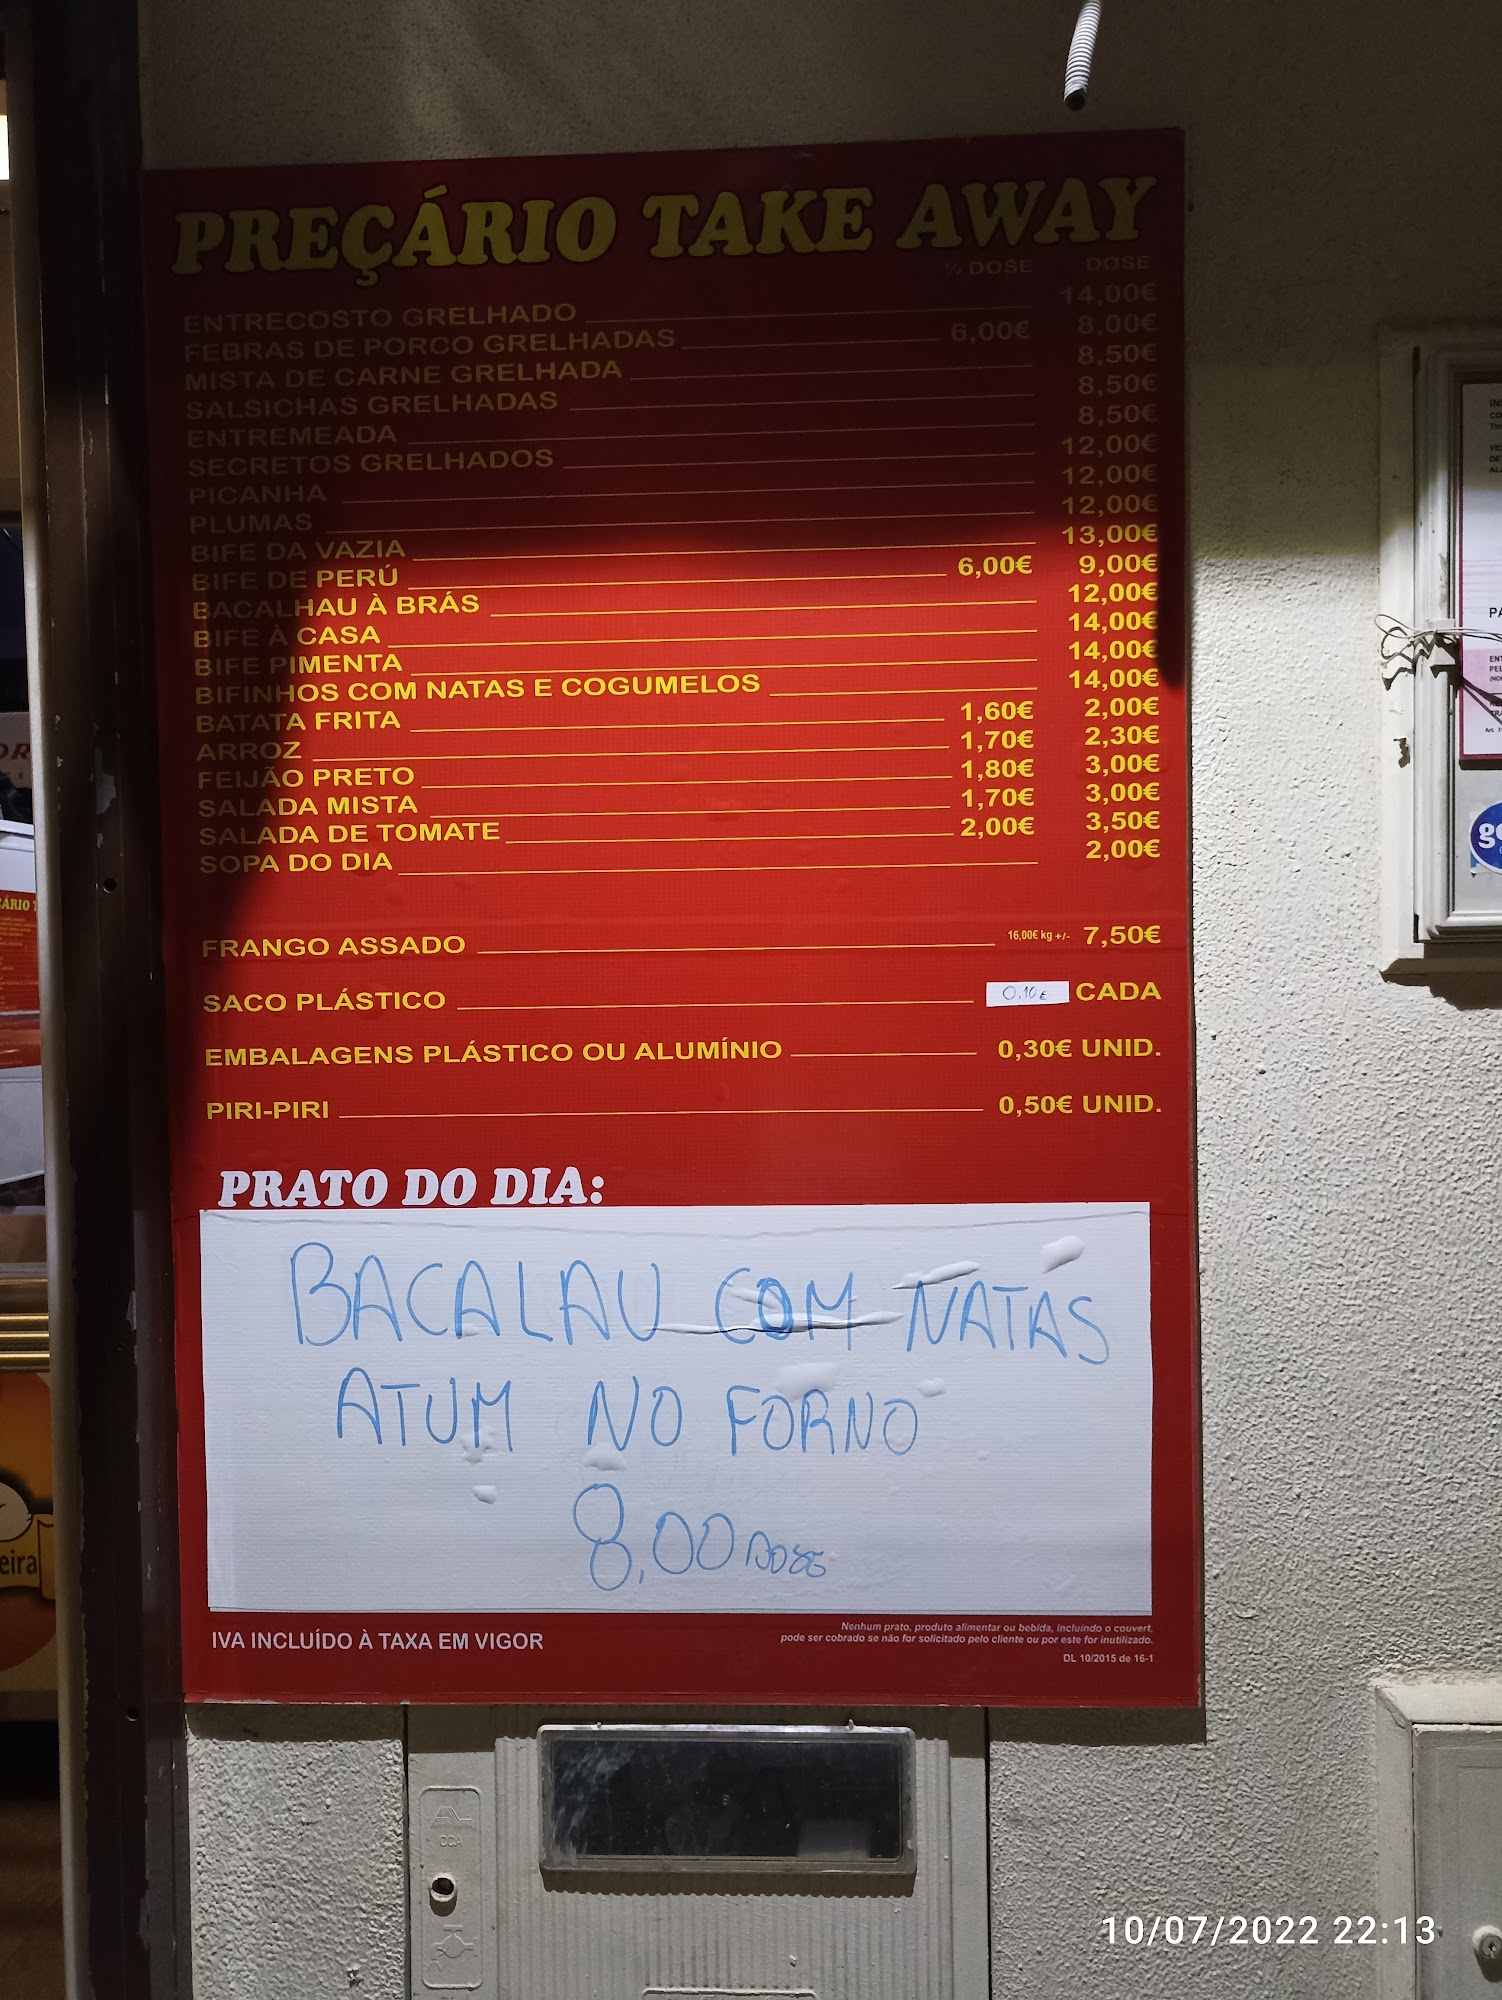 PREÇÁRIO TAKE AWAY
½ DOSE DOSE
ENTRECOSTO GRELHADO 14,00€
FEBRAS DE PORCO GRELHADAS 6,00€ 8,00€
MISTA DE CARNE GRELHADA 8,50€
SALSICHAS GRELHADAS 8,50€
ENTREMEADA 8,50€
SECRETOS GRELHADOS 12,00€
PICANHA 12,00€
PLUMAS 12,00€
BIFE DA VAZIA 13,00€
BIFE DE PERÚ 6,00€ 9,00€
BACALHAU À BRÁS 12,00€
BIFE À CASA 14,00€
BIFE PIMENTA 14,00€
BIFINHOS COM NATAS E COGUMELOS 14,00€
BATATA FRITA 1,60€ 2,00€
ARROZ 1,70€ 2,30€
FEIJÃO PRETO 1,80€ 3,00€
SALADA MISTA 1,70€ 3,00€
SALADA DE TOMATE 2,00€ 3,50€
SOPA DO DIA 2,00€
FRANGO ASSADO 16,00€ kg +/- 7,50€
SACO PLÁSTICO 0.10€ CADA
EMBALAGENS PLÁSTICO OU ALUMÍNIO 0,30€ UNID.
PIRI-PIRI 0,50€ UNID.
PRATO DO DIA:
BACALAU COM NATAS
ATUM NO FORNO
8,00 DOSE
IVA INCLUÍDO À TAXA EM VIGOR
Nenhum prato, produto alimentar ou bebida, incluindo o couvert,
pode ser cobrado se não for solicitado pelo cliente ou por este for inutilizado.
DL 10/2015 de 16-1
10/07/2022 22:13